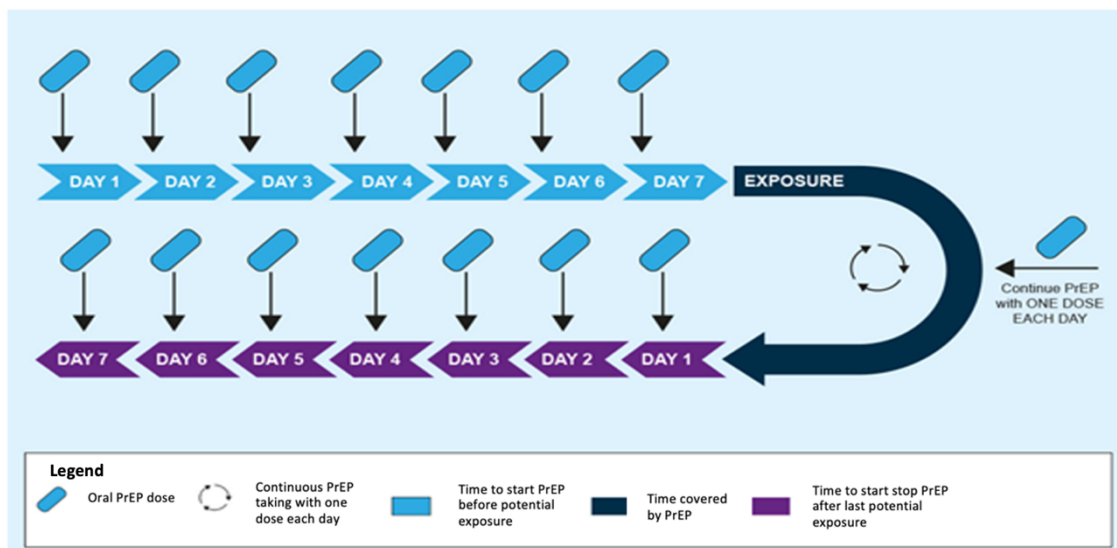 DAY 1 DAY 2 DAY 3 DAY 4 DAY 5 DAY 6 DAY 7 EXPOSURE
Continue PrEP
with ONE DOSE
EACH DAY
DAY 7 DAY 6 DAY 5 DAY 4 DAY 3 DAY 2 DAY 1
Legend
Oral PrEP dose
Continuous PrEP
taking with one
dose each day
Time to start PrEP
before potential
exposure
Time covered
by PrEP
Time to start stop PrEP
after last potential
exposure